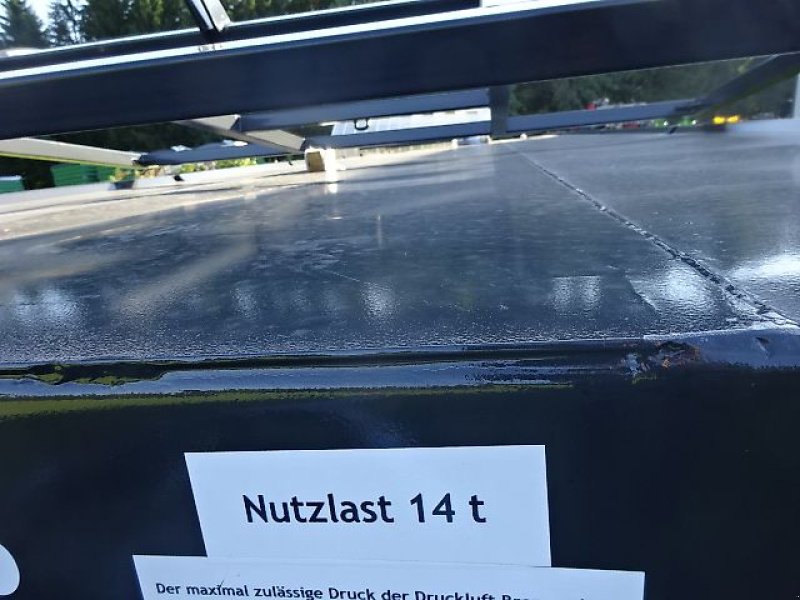 Nutzlast 14 t
Der maximal zulässige Druck der Druckluft